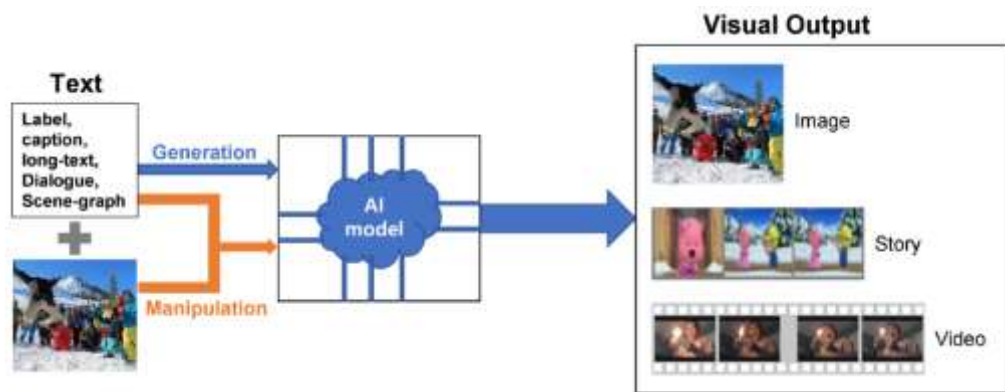 Text
Label,
caption,
long-text,
Dialogue,
Scene-graph
Generation
Manipulation
AI
model
Visual Output
Image
Story
Video